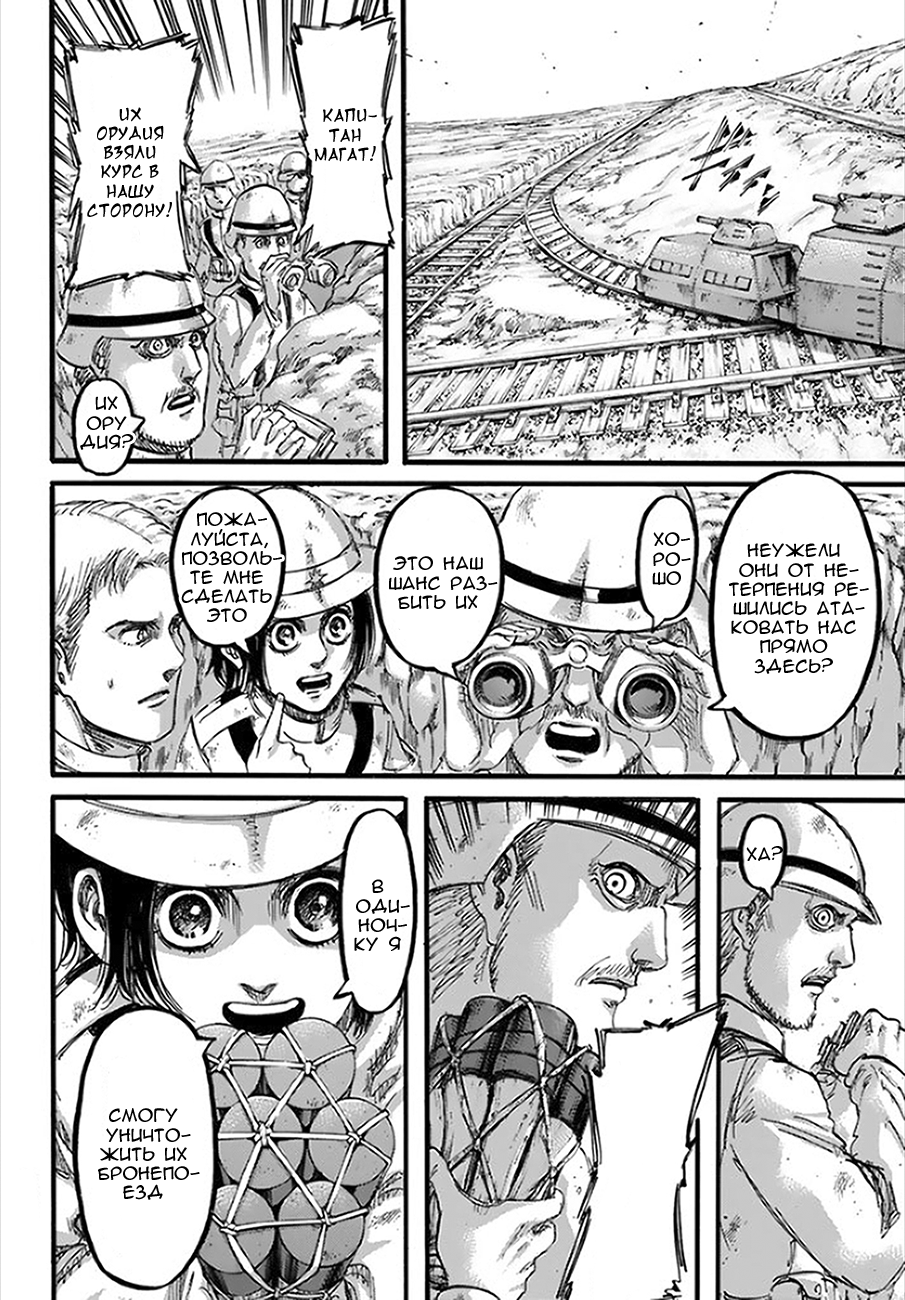 КАПИ-
ТАН
МАГАТ!
ИХ
ОРУДИЯ
ВЗЯЛИ
КУРС В
НАШУ
СТОРОНУ!
ИХ
ОРУ
ДИЯ?
НЕУЖЕЛИ
ОНИ ОТ НЕ-
ТЕРПЕНИЯ РЕ-
ШИЛИСЬ АТА-
КОВАТЬ НАС
ПРЯМО
ЗДЕСЬ?
ХО-
РО-
ШО
ЭТО НАШ
ШАНС РАЗ-
БИТЬ ИХ
ПОЖА-
ЛУЙСТА,
ПОЗВОЛЬ-
ТЕ МНЕ
СДЕЛАТЬ
ЭТО
ХА?
В
ОДИ-
НОЧ-
КУ Я
СМОГУ
УНИЧТО-
ЖИТЬ ИХ
БРОНЕПО-
ЕЗД